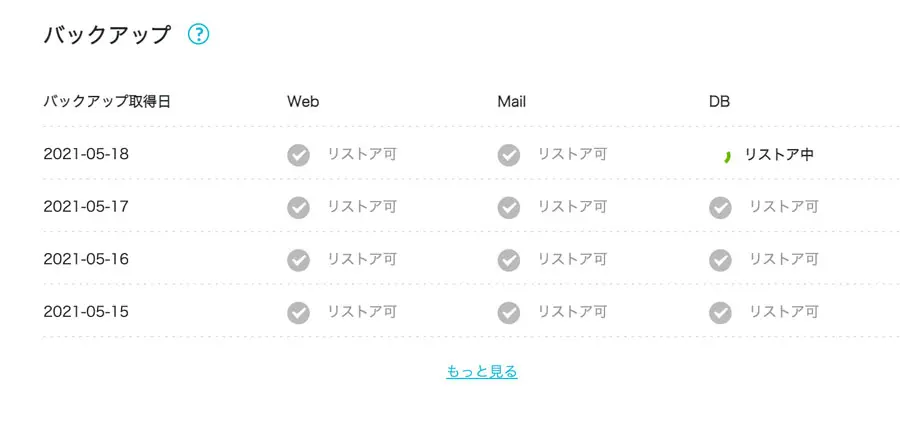 バックアップ ?
バックアップ取得日 Web Mail DB
2021-05-18 リストア可 リストア可 リストア中
2021-05-17 リストア可 リストア可 リストア可
2021-05-16 リストア可 リストア可 リストア可
2021-05-15 リストア可 リストア可 リストア可
もっと見る